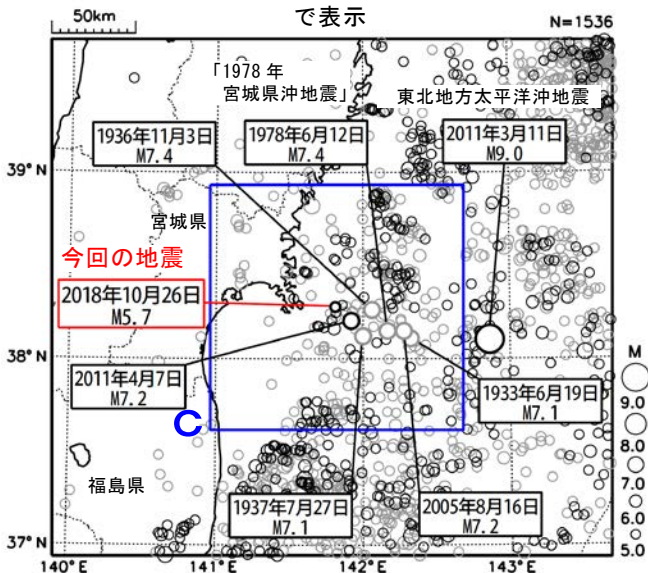 50km
で表示
N=1536
「1978年
宮城県沖地震」
東北地方太平洋沖地震
1936年11月3日
M7.4
1978年6月12日
M7.4
2011年3月11日
M9.0
39°N
宮城県
今回の地震
2018年10月26日
M5.7
38°N
2011年4月7日
M7.2
C
1933年6月19日
M7.1
福島県
1937年7月27日
M7.1
2005年8月16日
M7.2
M
9.0
8.0
7.0
6.0
5.0
37°N
140°E
141°E
142°E
143°E